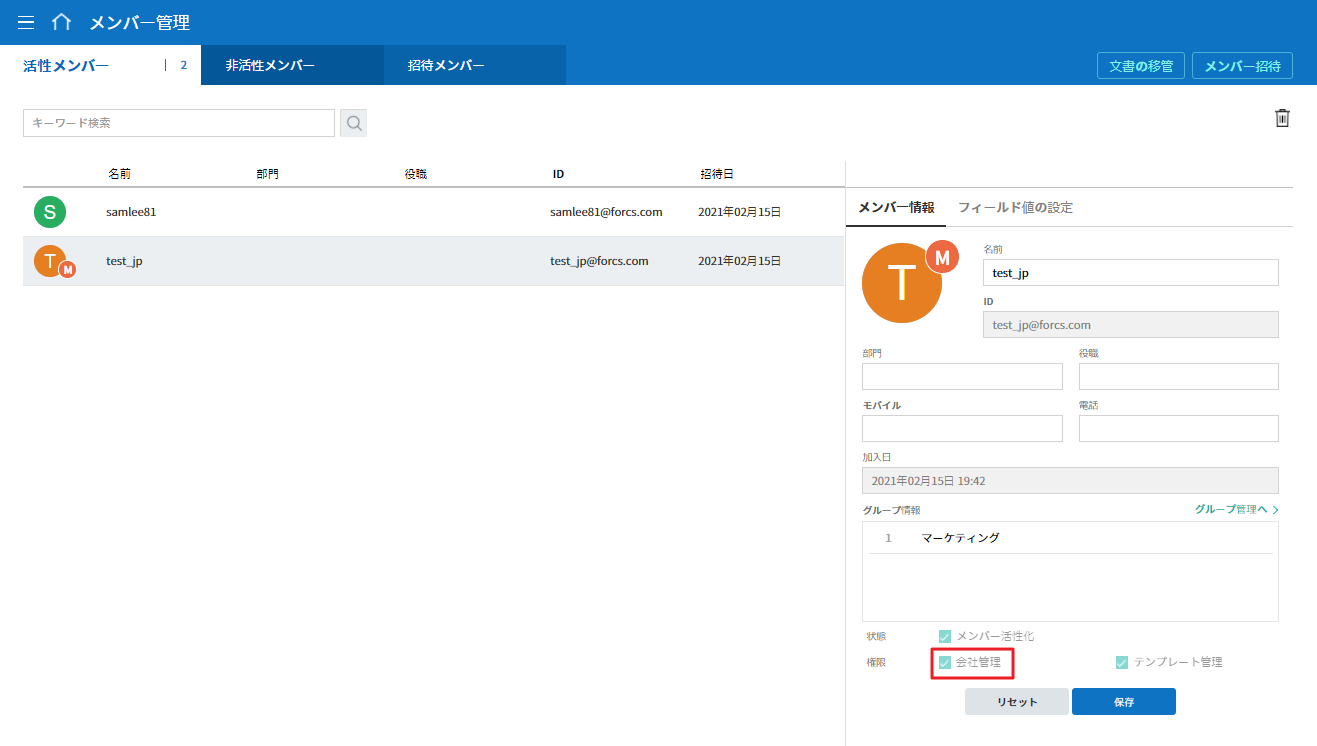 メンバー管理
活性メンバー | 2 非活性メンバー 招待メンバー 文書の移管 メンバー招待
キーワード検索
名前 部門 役職 ID 招待日
S samlee81 samlee81@forcs.com 2021年02月15日
T M test_jp test_jp@forcs.com 2021年02月15日
メンバー情報 フィールド値の設定
T M
名前
test_jp
ID
test_jp@forcs.com
部門 役職
モバイル 電話
加入日
2021年02月15日 19:42
グループ情報 グループ管理へ >
1 マーケティング
状態 メンバー活性化
権限 会社管理 テンプレート管理
リセット 保存